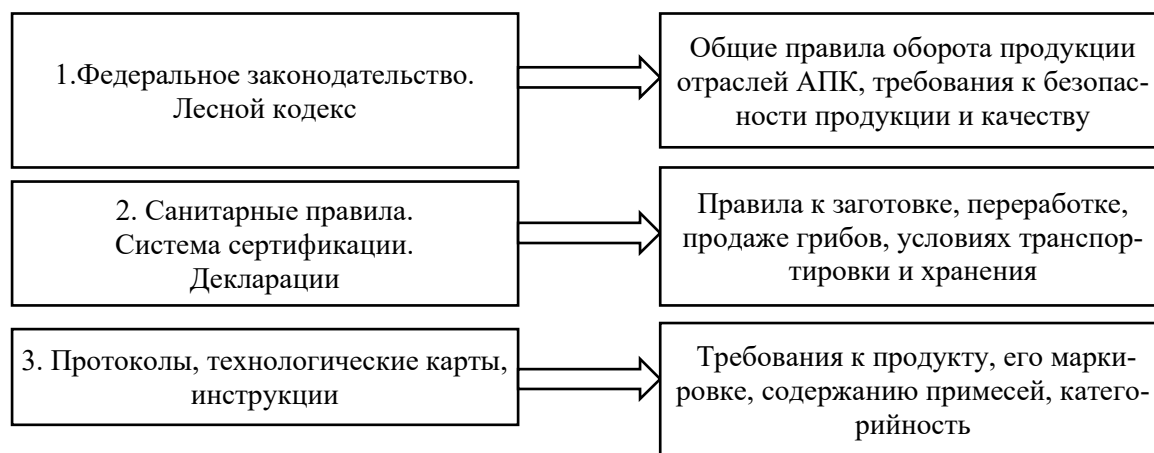 1.Федеральное законодательство.
Лесной кодекс
Общие правила оборота продукции
отраслей АПК, требования к безопас-
ности продукции и качеству
2. Санитарные правила.
Система сертификации.
Декларации
Правила к заготовке, переработке,
продаже грибов, условиях транспор-
тировки и хранения
3. Протоколы, технологические карты,
инструкции
Требования к продукту, его марки-
ровке, содержанию примесей, катего-
рийность